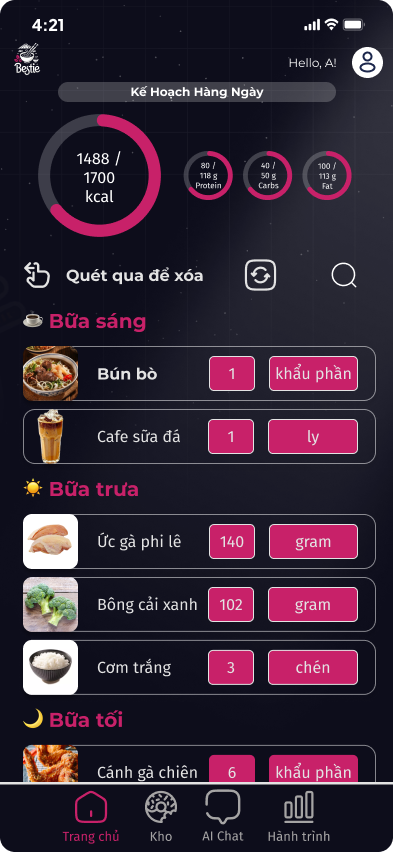 4:21
Bestie
Hello, A!
Kế Hoạch Hàng Ngày
1488 /
1700
kcal
80 /
118 g
Protein
40 /
50 g
Carbs
100 /
113 g
Fat
Quét qua để xóa
Bữa sáng
Bún bò 1 khẩu phần
Cafe sữa đá 1 ly
Bữa trưa
Ức gà phi lê 140 gram
Bông cải xanh 102 gram
Cơm trắng 3 chén
Bữa tối
Cánh gà chiên 6 khẩu phần
Trang chủ Kho AI Chat Hành trình